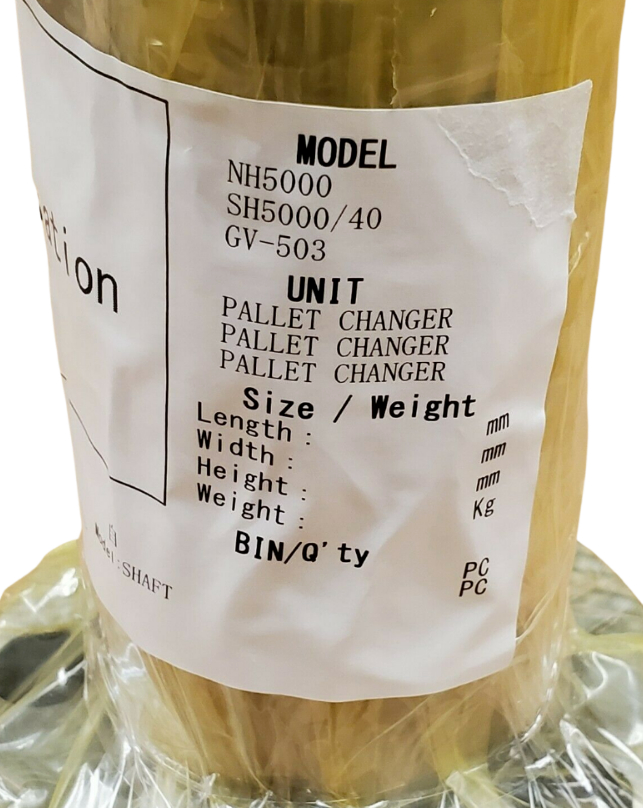 MODEL
NH5000
SH5000/40
GV-503
UNIT
PALLET CHANGER
PALLET CHANGER
PALLET CHANGER
Size / Weight
Length : mm
Width : mm
Height : mm
Weight : Kg
BIN/Q'ty
PC
PC
ation
Model:SHAFT